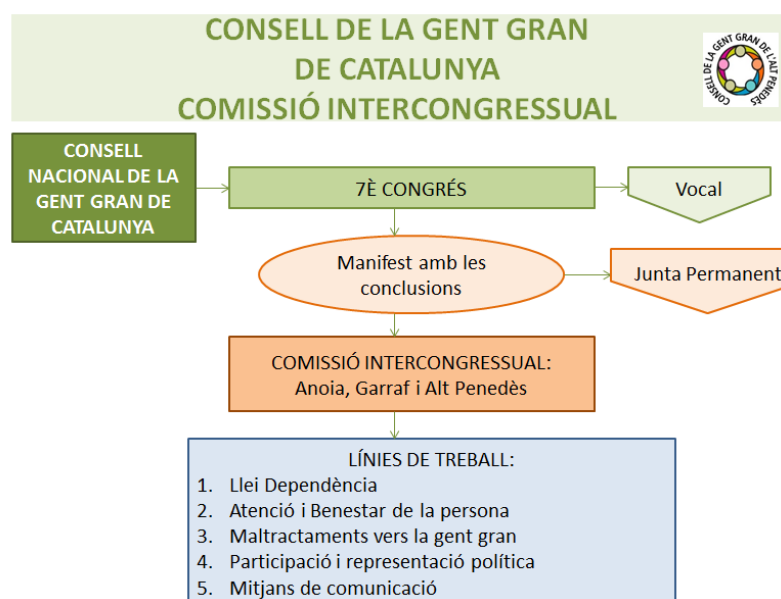 CONSELL DE LA GENT GRAN
DE CATALUNYA
COMISSIÓ INTERCONGRESSUAL
CONSELL DE LA GENT GRAN DE L'ALT PENEDÈS
CONSELL
NACIONAL DE LA
GENT GRAN DE
CATALUNYA
7È CONGRÉS
Vocal
Manifest amb les
conclusions
Junta Permanent
COMISSIÓ INTERCONGRESSUAL:
Anoia, Garraf i Alt Penedès
LÍNIES DE TREBALL:
1. Llei Dependència
2. Atenció i Benestar de la persona
3. Maltractaments vers la gent gran
4. Participació i representació política
5. Mitjans de comunicació